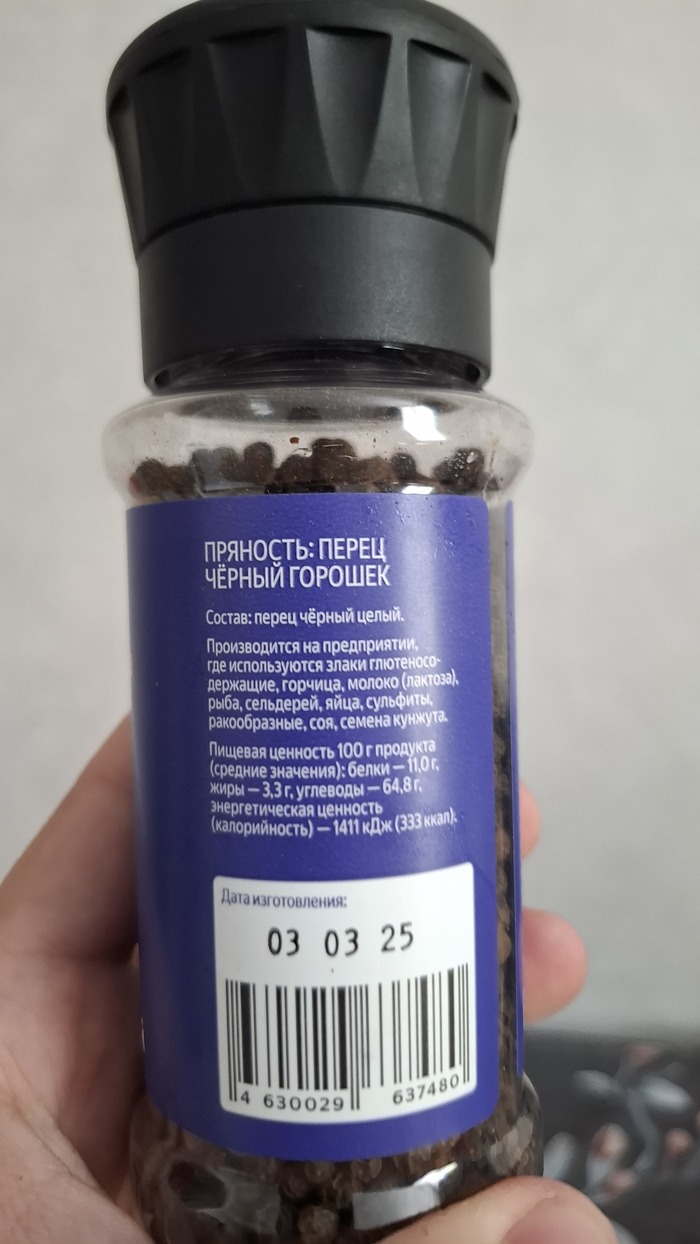 ПРЯНОСТЬ: ПЕРЕЦ
ЧЁРНЫЙ ГОРОШЕК
Состав: перец чёрный целый.
Производится на предприятии,
где используются злаки глютеносо-
держащие, горчица, молоко (лактоза),
рыба, сельдерей, яйца, сульфиты,
ракообразные, соя, семена кунжута.
Пищевая ценность 100 г продукта
(средние значения): белки — 11,0 г,
жиры — 3,3 г, углеводы — 64,8 г,
энергетическая ценность
(калорийность) — 1411 кДж (333 ккал).
Дата изготовления:
03 03 25
4 630029 637480